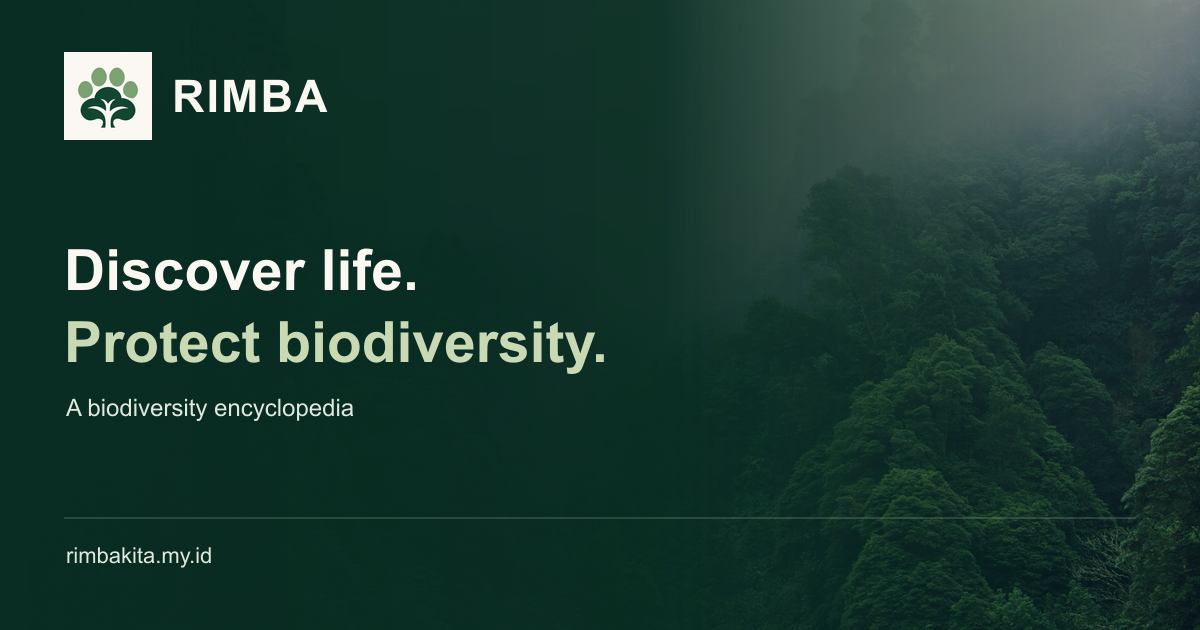 RIMBA
Discover life.
Protect biodiversity.
A biodiversity encyclopedia
rimbakita.my.id